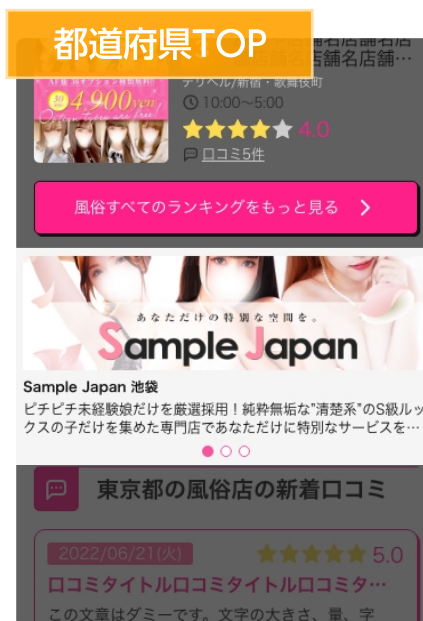 都道府県TOP
デリヘル/新宿・歌舞伎町
10:00～5:00
4,900yen
4.0
口コミ5件
風俗すべてのランキングをもっと見る
あなただけの特別な空間を。
Sample Japan
Sample Japan 池袋
ピチピチ未経験娘だけを厳選採用！純粋無垢な”清楚系”のS級ルッ
クスの子だけを集めた専門店であなただけに特別なサービスを…
東京都の風俗店の新着口コミ
2022/06/21(火)
5.0
口コミタイトル口コミタイトル口コミタ…
この文章はダミーです。文字の大きさ、量、字